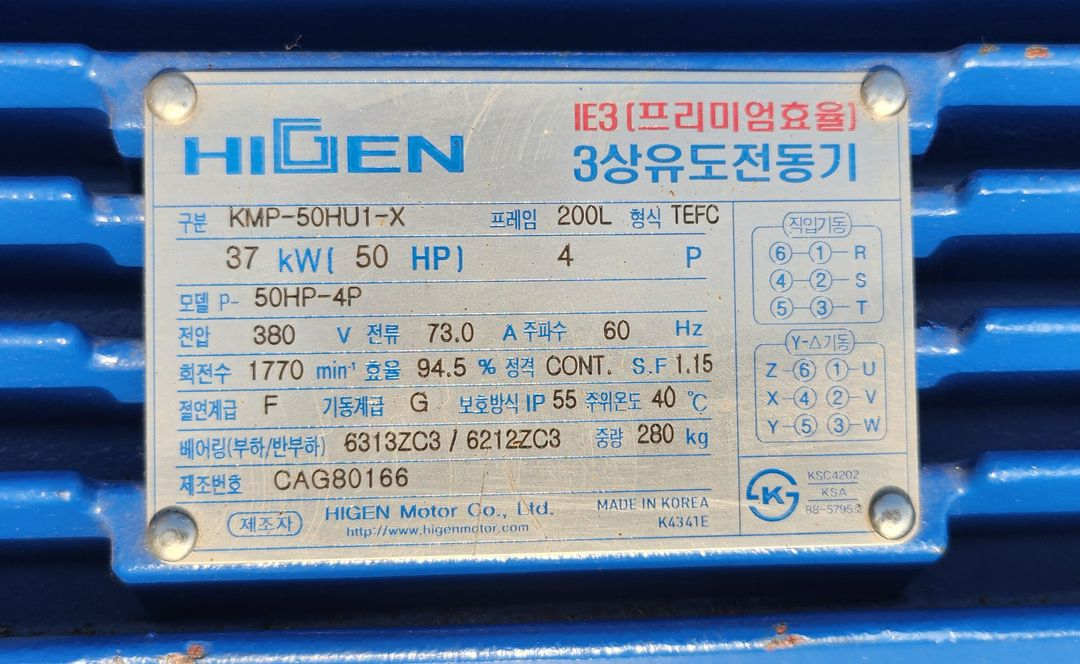 HIGEN
IE3 (프리미엄효율)
3상유도전동기
구분 KMP-50HU1-X 프레임 200L 형식 TEFC
37 kW( 50 HP) 4 P
모델 P- 50HP-4P
전압 380 V 전류 73.0 A 주파수 60 Hz
회전수 1770 min⁻¹ 효율 94.5 % 정격 CONT. S.F 1.15
절연계급 F 기동계급 G 보호방식 IP 55 주위온도 40 ℃
베어링(부하/반부하) 6313ZC3 / 6212ZC3 중량 280 kg
제조번호 CAG80166
제조자 HIGEN Motor Co., Ltd.
http://www.higenmotor.com
MADE IN KOREA
K4341E
직입기동
6 1 R
4 2 S
5 3 T
Y-△기동
Z 6 1 U
X 4 2 V
Y 5 3 W
K
KSC4202
KSA